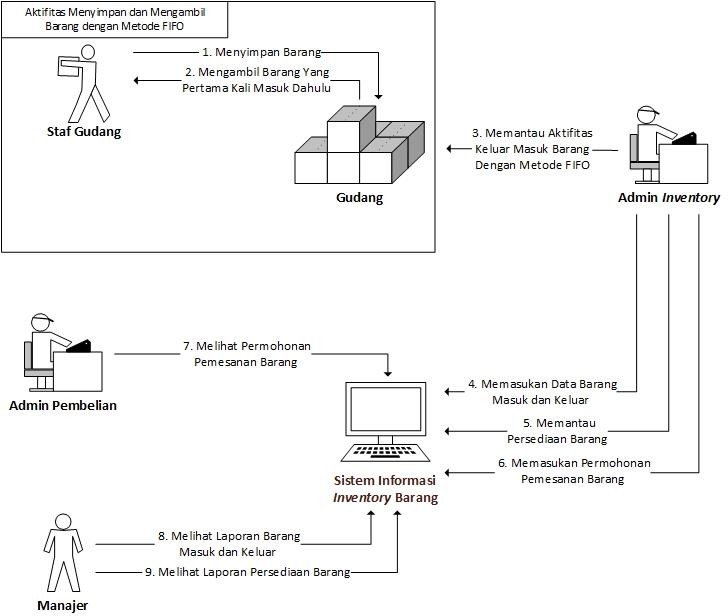 Aktifitas Menyimpan dan Mengambil
Barang dengan Metode FIFO
1. Menyimpan Barang
2. Mengambil Barang Yang
Pertama Kali Masuk Dahulu
Staf Gudang
Gudang
3. Memantau Aktifitas
Keluar Masuk Barang
Dengan Metode FIFO
Admin Inventory
7. Melihat Permohonan
Pemesanan Barang
Admin Pembelian
4. Memasukan Data Barang
Masuk dan Keluar
5. Memantau
Persediaan Barang
6. Memasukan Permohonan
Pemesanan Barang
Sistem Informasi
Inventory Barang
8. Melihat Laporan Barang
Masuk dan Keluar
9. Melihat Laporan Persediaan Barang
Manajer